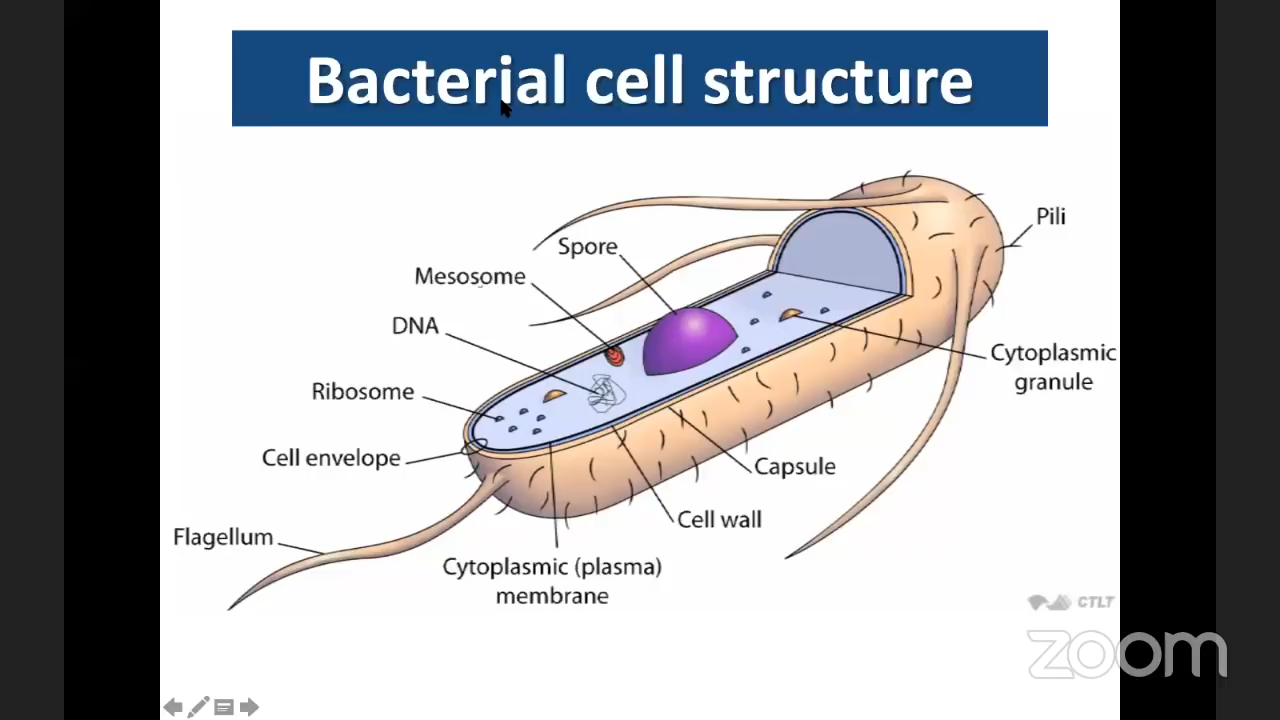 Bacterial cell structure
Pili
Spore
Mesosome
DNA
Cytoplasmic
granule
Ribosome
Cell envelope
Capsule
Cell wall
Flagellum
Cytoplasmic (plasma)
membrane
CTLT
zoom